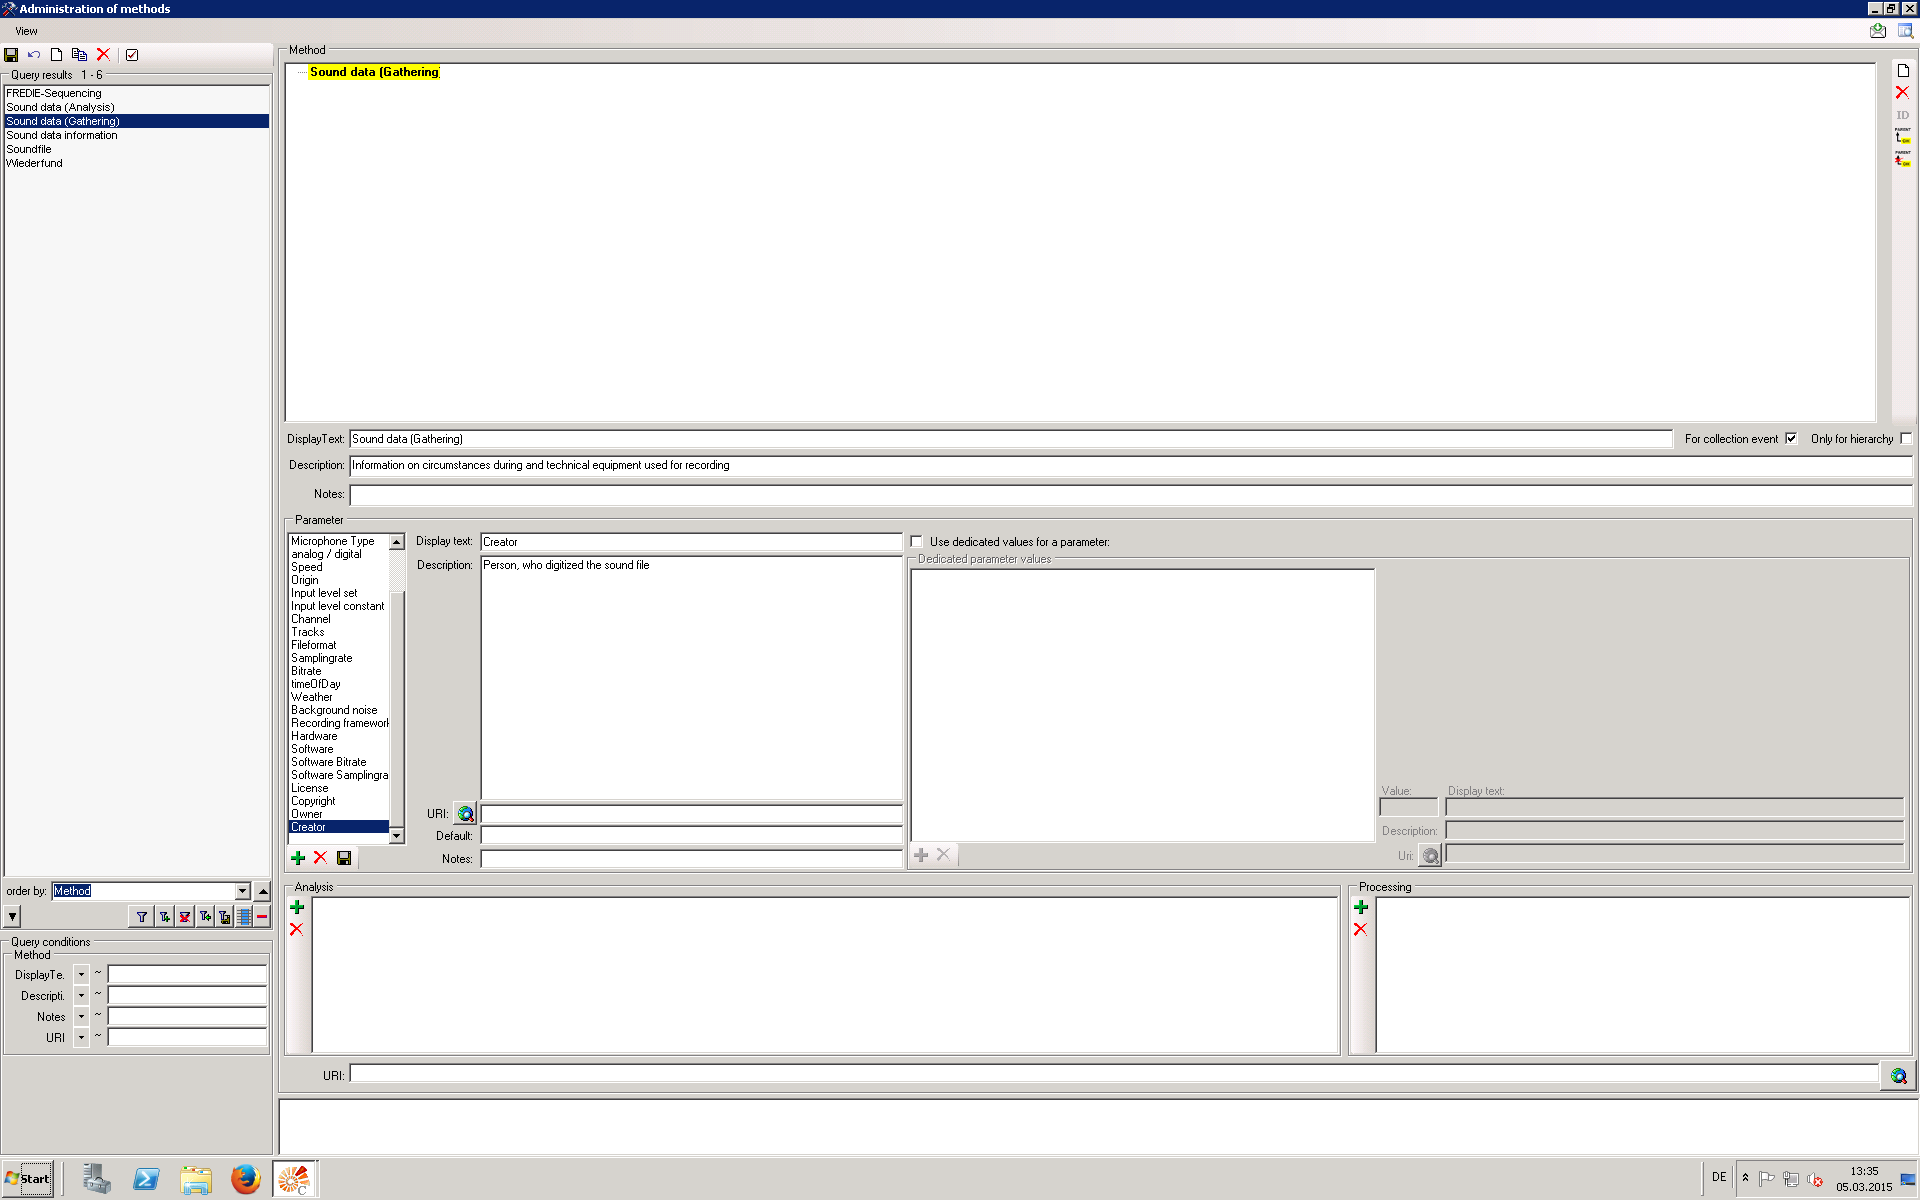 Administration of methods
View
Query results 1 - 6
FREDIE-Sequencing
Sound data (Analysis)
Sound data (Gathering)
Sound data information
Soundfile
Wiederfund
order by: Method
Query conditions
Method
DisplayTe.
~
Descripti.
~
Notes
~
URI
~
Method
Sound data (Gathering
ID
PARENT
PARENT
DisplayText: Sound data (Gathering)
For collection event
Only for hierarchy
Description: Information on circumstances during and technical equipment used for recording
Notes:
Parameter
Microphone Type
analog / digital
Speed
Origin
Input level set
Input level constant
Channel
Tracks
Fileformat
Samplingrate
Bitrate
timeOfDay
Weather
Background noise
Recording framework
Hardware
Software
Software Bitrate
Software Samplingra
License
Copyright
Owner
Creator
Display text: Creator
Description: Person, who digitized the sound file
URI:
Default:
Notes:
Use dedicated values for a parameter:
Dedicated parameter values
Value:
Display text:
Description:
Uri:
Analysis
Processing
URI:
Start
C
DE
13:35
05.03.2015